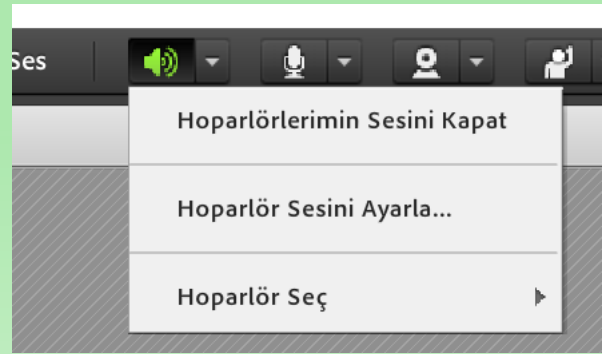 Ses
Hoparlörlerimin Sesini Kapat
Hoparlör Sesini Ayarla...
Hoparlör Seç